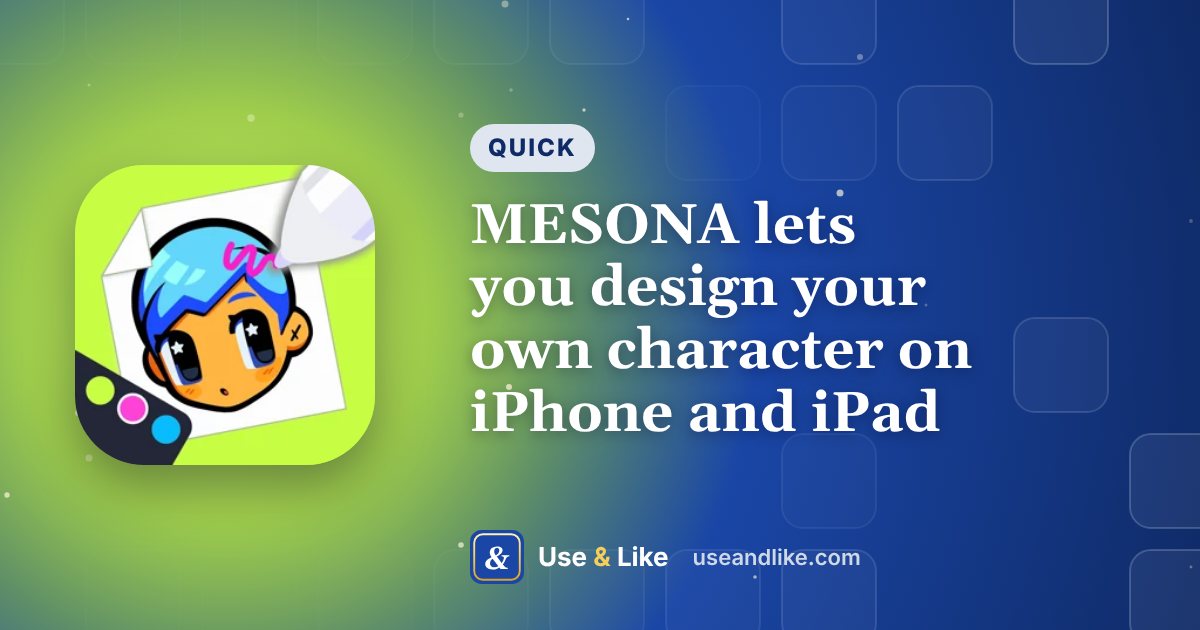 QUICK
MESONA lets
you design your
own character on
iPhone and iPad
& Use & Like useandlike.com